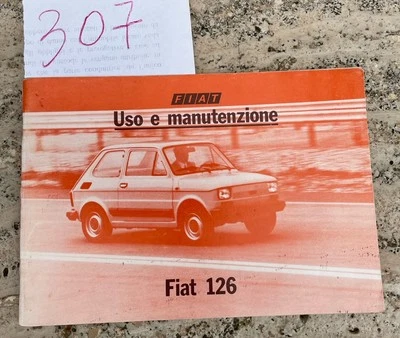 307
FIAT
Uso e manutenzione
Fiat 126